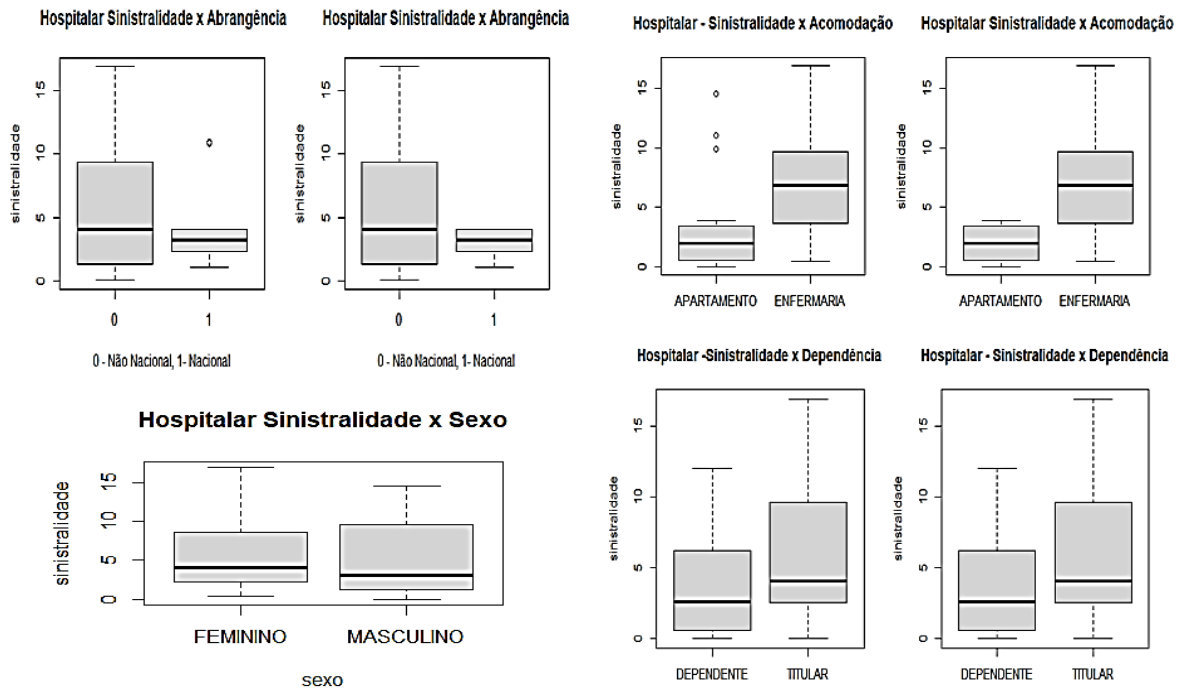 Hospitalar Sinistralidade x Abrangência
sinistralidade
15
10
5
0
0 1
0 - Não Nacional, 1- Nacional
Hospitalar Sinistralidade x Abrangência
sinistralidade
15
10
5
0
0 1
0 - Não Nacional, 1- Nacional
Hospitalar - Sinistralidade x Acomodação
sinistralidade
15
10
5
0
APARTAMENTO ENFERMARIA
Hospitalar Sinistralidade x Acomodação
sinistralidade
15
10
5
0
APARTAMENTO ENFERMARIA
Hospitalar Sinistralidade x Sexo
sinistralidade
15
10
5
0
FEMININO MASCULINO
sexo
Hospitalar -Sinistralidade x Dependência
sinistralidade
15
10
5
0
DEPENDENTE TITULAR
Hospitalar - Sinistralidade x Dependência
sinistralidade
15
10
5
0
DEPENDENTE TITULAR